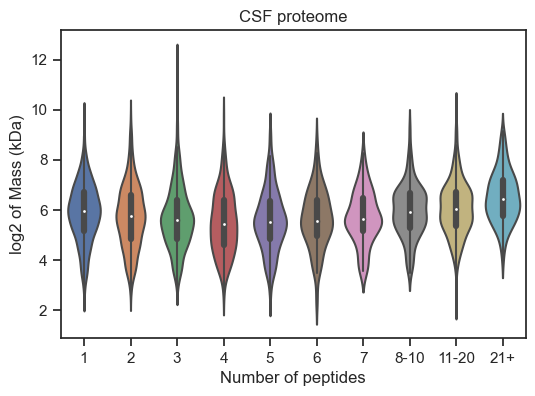 CSF proteome
log2 of Mass (kDa)
12
10
8
6
4
2
1 2 3 4 5 6 7 8-10 11-20 21+
Number of peptides